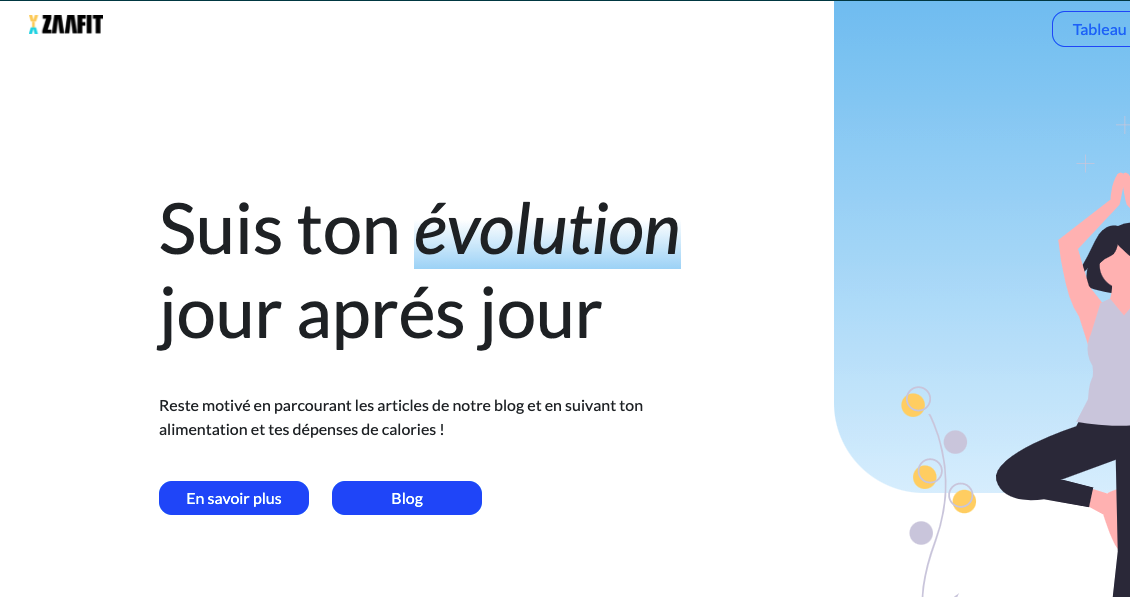 ZAAFIT
Tableau
Suis ton évolution
jour aprés jour
Reste motivé en parcourant les articles de notre blog et en suivant ton
alimentation et tes dépenses de calories !
En savoir plus
Blog